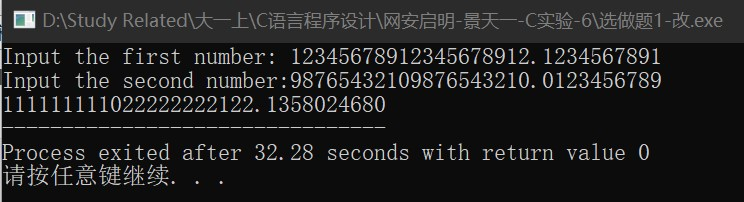 D:\Study Related\大一上\C语言程序设计\网安启明-景天一-C实验-6\选做题1-改.exe
Input the first number: 12345678912345678912.1234567891
Input the second number:98765432109876543210.0123456789
111111111022222222122.1358024680
--------------------------------
Process exited after 32.28 seconds with return value 0
请按任意键继续. . .